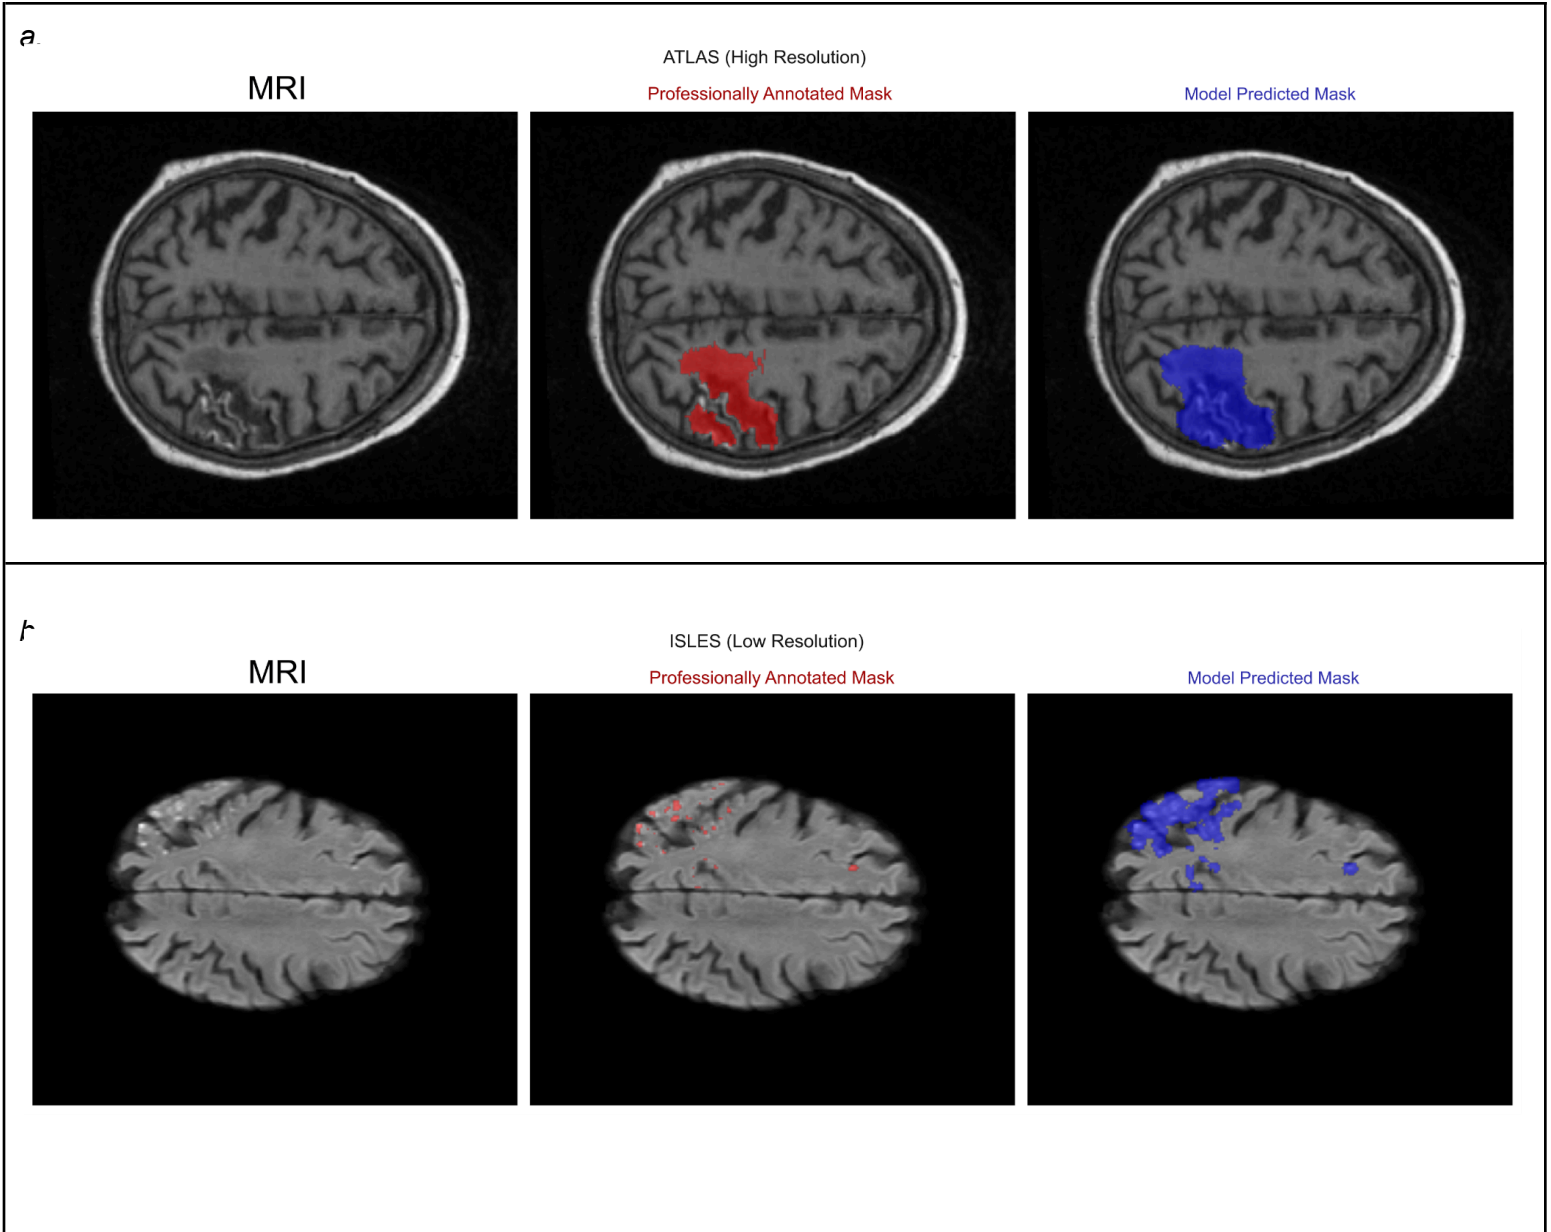 a.
ATLAS (High Resolution)
MRI
Professionally Annotated Mask
Model Predicted Mask
ISLES (Low Resolution)
MRI
Professionally Annotated Mask
Model Predicted Mask